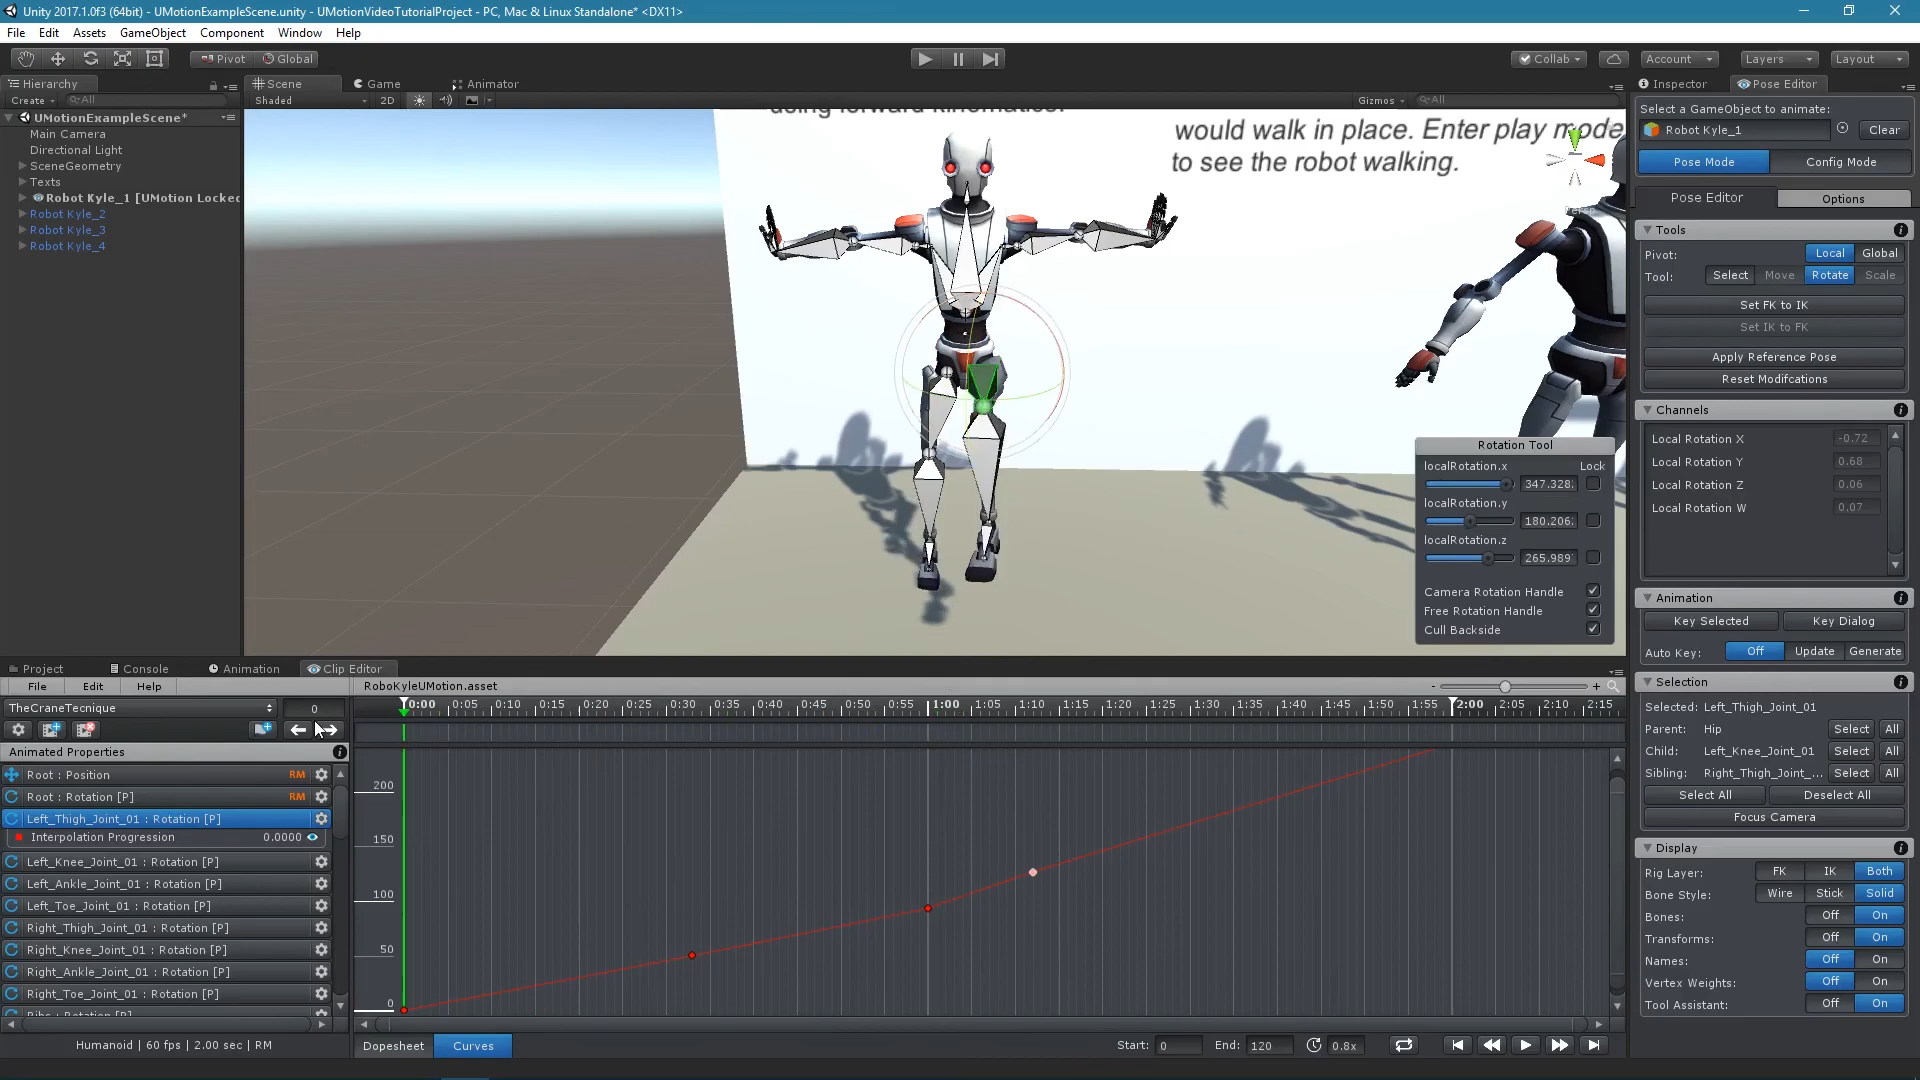 Unity 2017.1.0f3 (64bit) - UMotionExampleScene.unity - UMotionVideoTutorialProject - PC, Mac & Linux Standalone* <DX11>
File Edit Assets GameObject Component Window Help
Pivot Global Collab Account Layers Layout
Hierarchy
Create All
UMotionExampleScene*
Main Camera
Directional Light
SceneGeometry
Texts
Robot Kyle_1 [UMotion Locked
Robot Kyle_2
Robot Kyle_3
Robot Kyle_4
Scene Game Animator
Shaded 2D Gizmos All
using forward kinematics.
would walk in place. Enter play mode
to see the robot walking.
Persp
Rotation Tool
localRotation.x Lock
347.328
localRotation.y
180.206
localRotation.z
265.989
Camera Rotation Handle
Free Rotation Handle
Cull Backside
Inspector Pose Editor
Select a GameObject to animate:
Robot Kyle_1 Clear
Pose Mode Config Mode
Pose Editor Options
Tools
Pivot: Local Global
Tool: Select Move Rotate Scale
Set FK to IK
Set IK to FK
Apply Reference Pose
Reset Modifcations
Channels
Local Rotation X -0.72
Local Rotation Y 0.68
Local Rotation Z 0.06
Local Rotation W 0.07
Animation
Key Selected Key Dialog
Auto Key: Off Update Generate
Selection
Selected: Left_Thigh_Joint_01
Parent: Hip Select All
Child: Left_Knee_Joint_01 Select All
Sibling: Right_Thigh_Joint_... Select All
Select All Deselect All
Focus Camera
Display
Rig Layer: FK IK Both
Bone Style: Wire Stick Solid
Bones: Off On
Transforms: Off On
Names: Off On
Vertex Weights: Off On
Tool Assistant: Off On
Project Console Animation Clip Editor
File Edit Help RoboKyleUMotion.asset - +
TheCraneTecnique 0
0:00 0:05 0:10 0:15 0:20 0:25 0:30 0:35 0:40 0:45 0:50 0:55 1:00 1:05 1:10 1:15 1:20 1:25 1:30 1:35 1:40 1:45 1:50 1:55 2:00 2:05 2:10 2:15
Animated Properties
Root : Position RM
Root : Rotation [P] RM
Left_Thigh_Joint_01 : Rotation [P]
Interpolation Progression 0.0000
Left_Knee_Joint_01 : Rotation [P]
Left_Ankle_Joint_01 : Rotation [P]
Left_Toe_Joint_01 : Rotation [P]
Right_Thigh_Joint_01 : Rotation [P]
Right_Knee_Joint_01 : Rotation [P]
Right_Ankle_Joint_01 : Rotation [P]
Right_Toe_Joint_01 : Rotation [P]
Ribs : Rotation [P]
200
150
100
50
0
Humanoid | 60 fps | 2.00 sec | RM
Dopesheet Curves
Start: 0 End: 120 0.8x